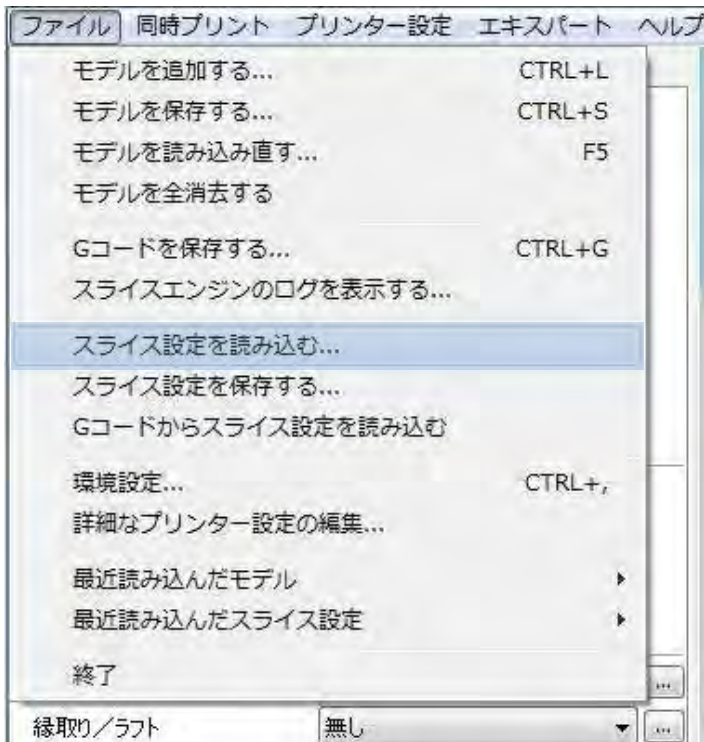 ファイル 同時プリント プリンター設定 エキスパート ヘルプ
モデルを追加する... CTRL+L
モデルを保存する... CTRL+S
モデルを読み込み直す... F5
モデルを全消去する
Gコードを保存する... CTRL+G
スライスエンジンのログを表示する...
スライス設定を読み込む...
スライス設定を保存する...
Gコードからスライス設定を読み込む
環境設定... CTRL+,
詳細なプリンター設定の編集...
最近読み込んだモデル
最近読み込んだスライス設定
終了
...
縁取り／ラフト 無し ...